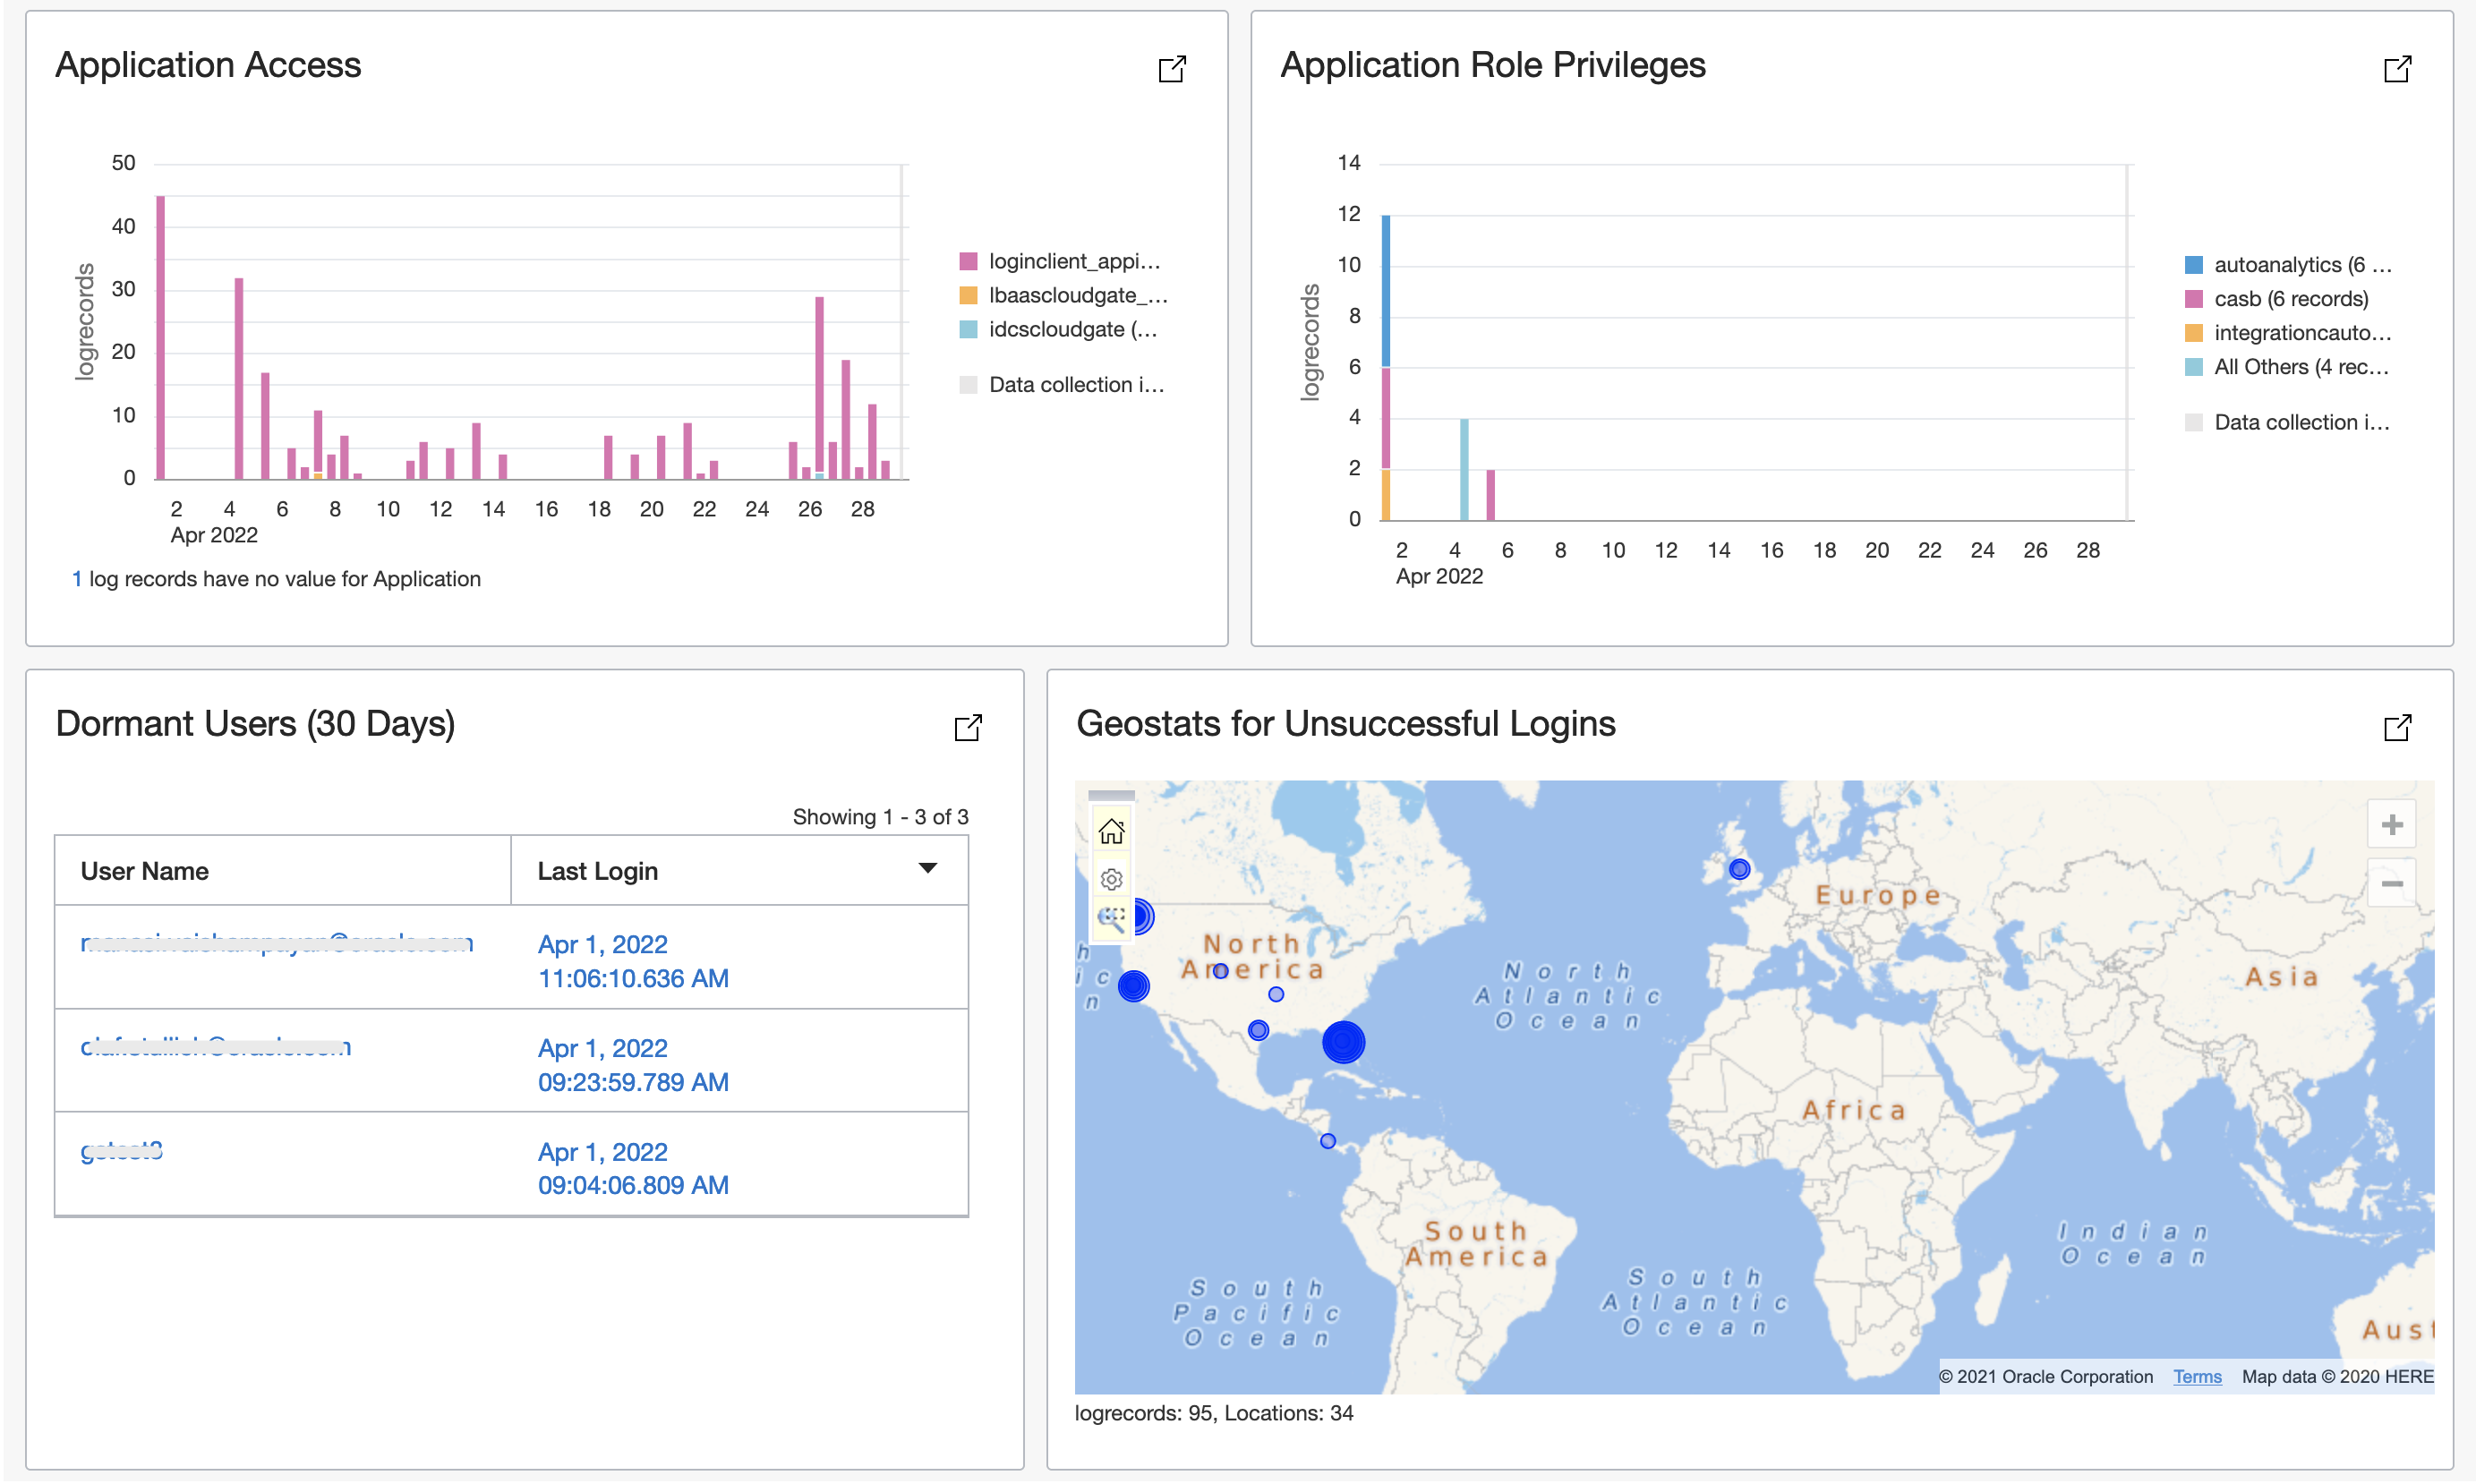 Application Access
50
40
30
20
10
0
logrecords
2 4 6 8 10 12 14 16 18 20 22 24 26 28
Apr 2022
loginclient_appi...
lbaascloudgate_...
idcscloudgate (...
Data collection i...
1 log records have no value for Application
Application Role Privileges
14
12
10
8
6
4
2
0
logrecords
2 4 6 8 10 12 14 16 18 20 22 24 26 28
Apr 2022
autoanalytics (6 ...
casb (6 records)
integrationcauto...
All Others (4 rec...
Data collection i...
Dormant Users (30 Days)
Showing 1 - 3 of 3
User Name Last Login
Apr 1, 2022
11:06:10.636 AM
Apr 1, 2022
09:23:59.789 AM
Apr 1, 2022
09:04:06.809 AM
Geostats for Unsuccessful Logins
North
America
h
i c
n
North
Atlantic
Ocean
Europe
Asia
Africa
South
America
South
Pacific
Ocean
South
Atlantic
Ocean
Indian
Ocean
Aust
© 2021 Oracle Corporation Terms Map data © 2020 HERE
logrecords: 95, Locations: 34